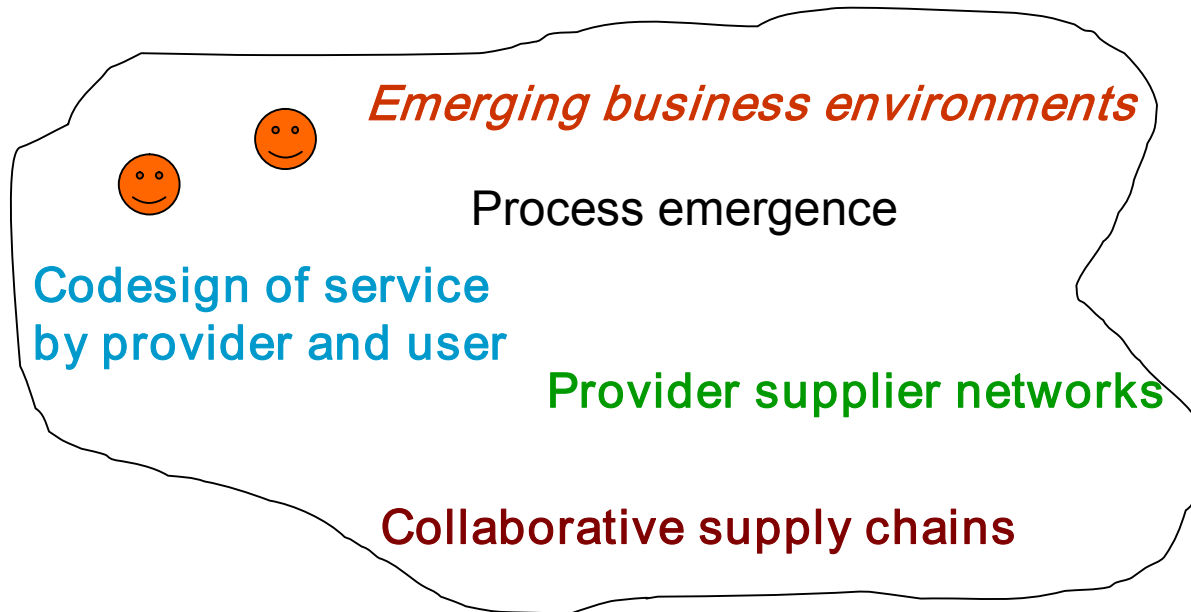 Emerging business environments
Process emergence
Codesign of service
by provider and user
Provider supplier networks
Collaborative supply chains